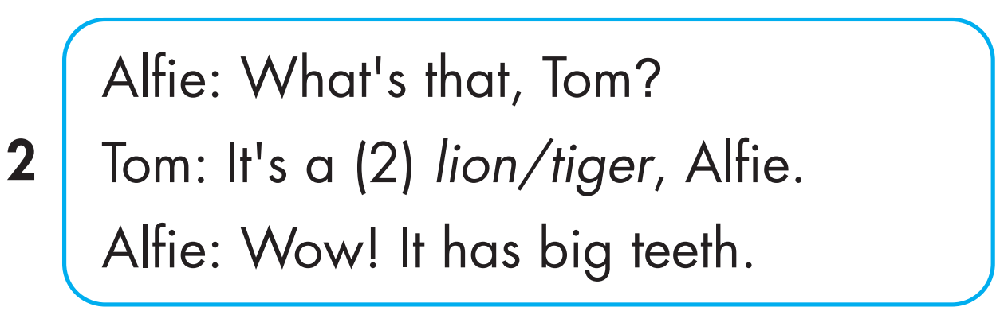 2
Alfie: What's that, Tom?
Tom: It's a (2) lion/tiger, Alfie.
Alfie: Wow! It has big teeth.